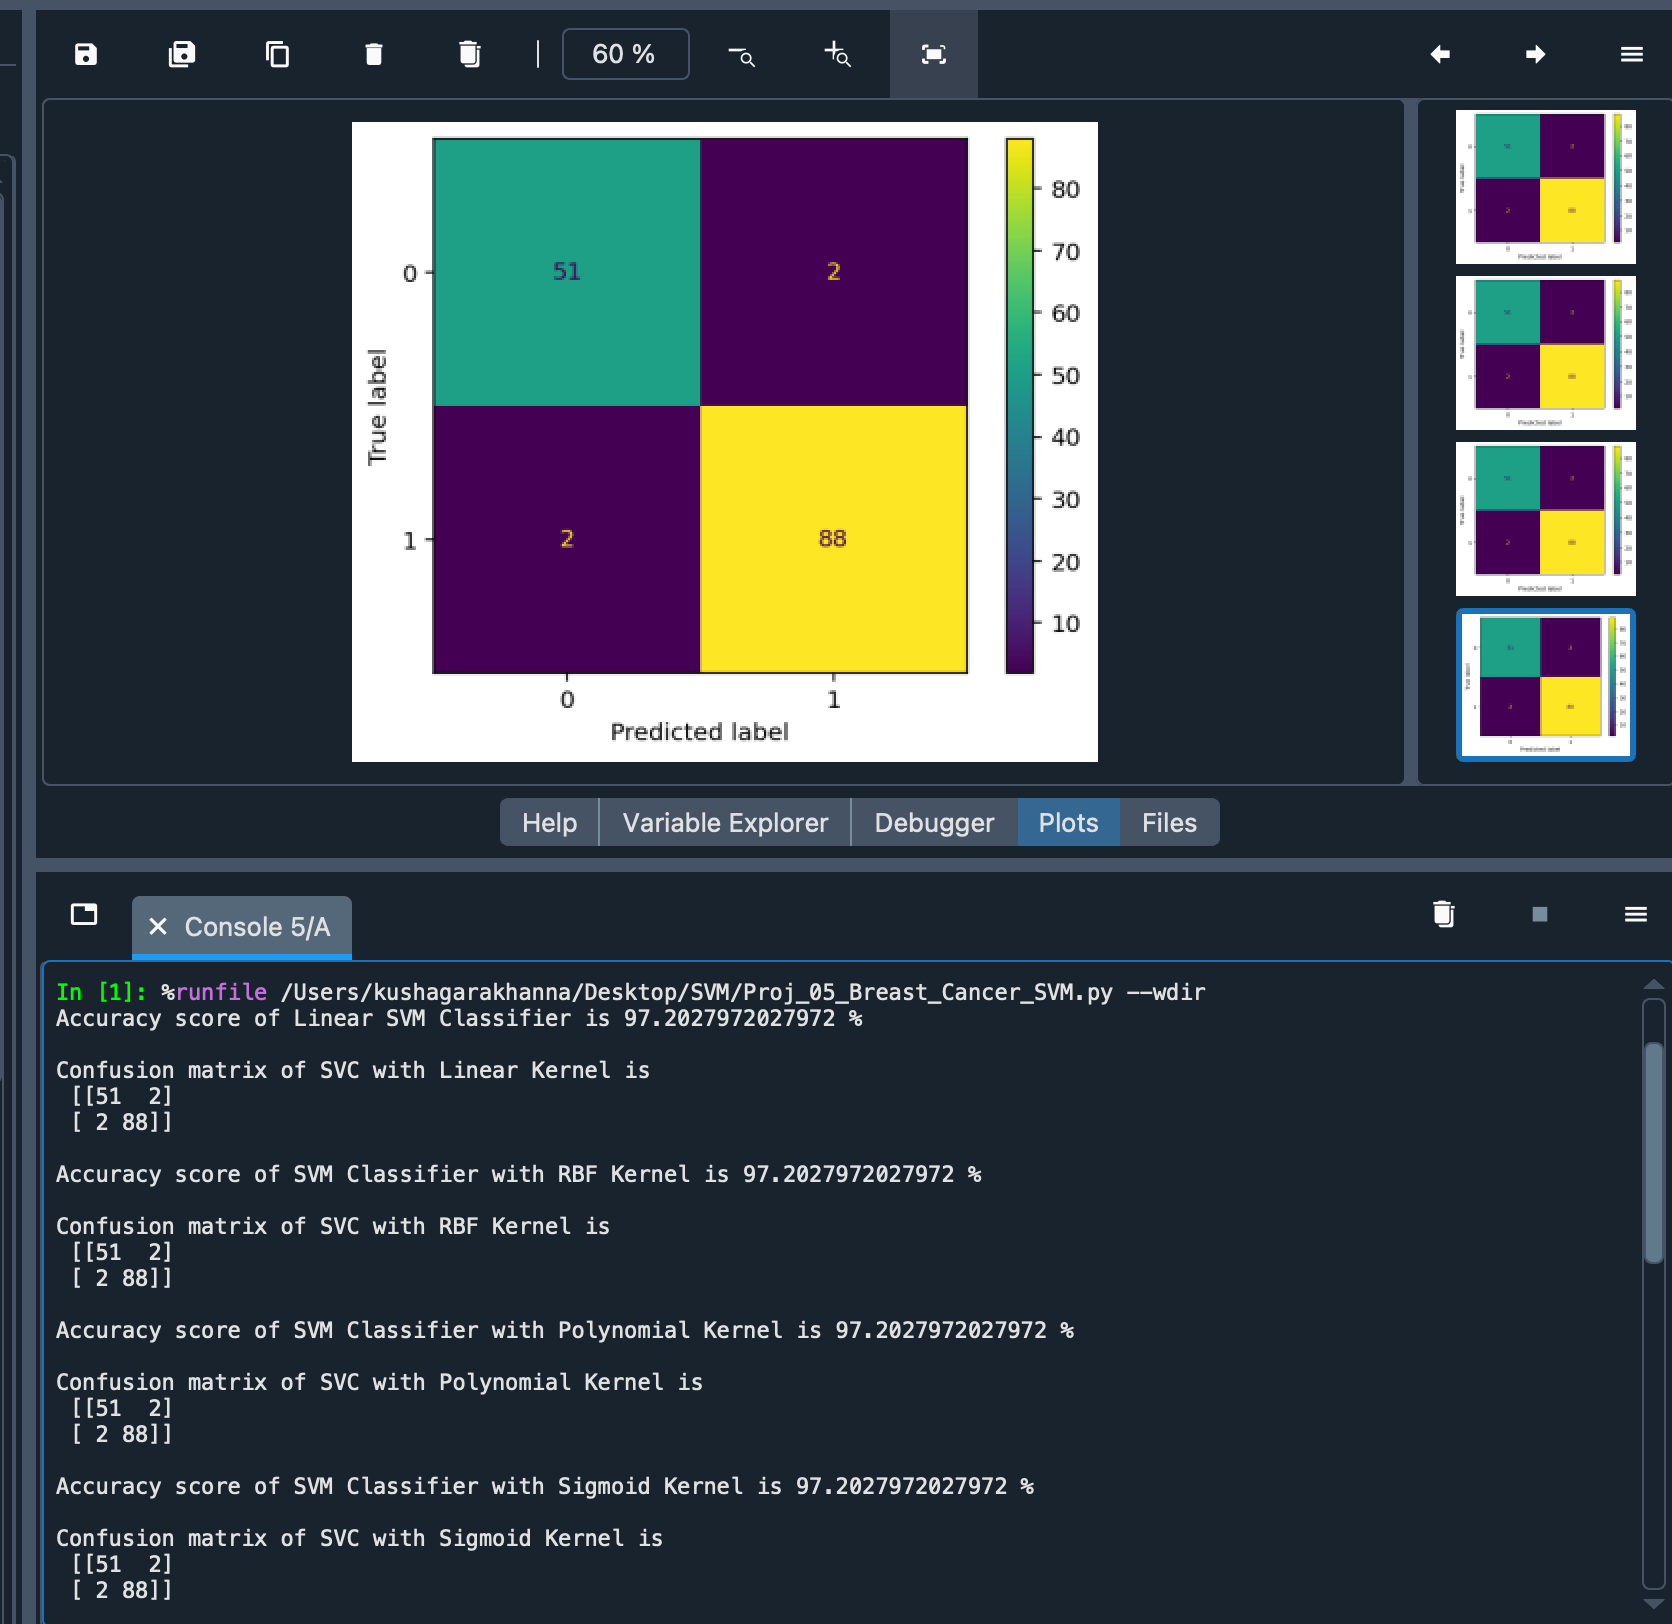 60 %
80
70
60
50
40
30
20
10
0
51
2
1
2
88
True label
0
1
Predicted label
Help
Variable Explorer
Debugger
Plots
Files
Console 5/A
In [1]: %runfile /Users/kushagarakhanna/Desktop/SVM/Proj_05_Breast_Cancer_SVM.py --wdir
Accuracy score of Linear SVM Classifier is 97.2027972027972 %
Confusion matrix of SVC with Linear Kernel is
[[51  2]
[ 2 88]]
Accuracy score of SVM Classifier with RBF Kernel is 97.2027972027972 %
Confusion matrix of SVC with RBF Kernel is
[[51  2]
[ 2 88]]
Accuracy score of SVM Classifier with Polynomial Kernel is 97.2027972027972 %
Confusion matrix of SVC with Polynomial Kernel is
[[51  2]
[ 2 88]]
Accuracy score of SVM Classifier with Sigmoid Kernel is 97.2027972027972 %
Confusion matrix of SVC with Sigmoid Kernel is
[[51  2]
[ 2 88]]